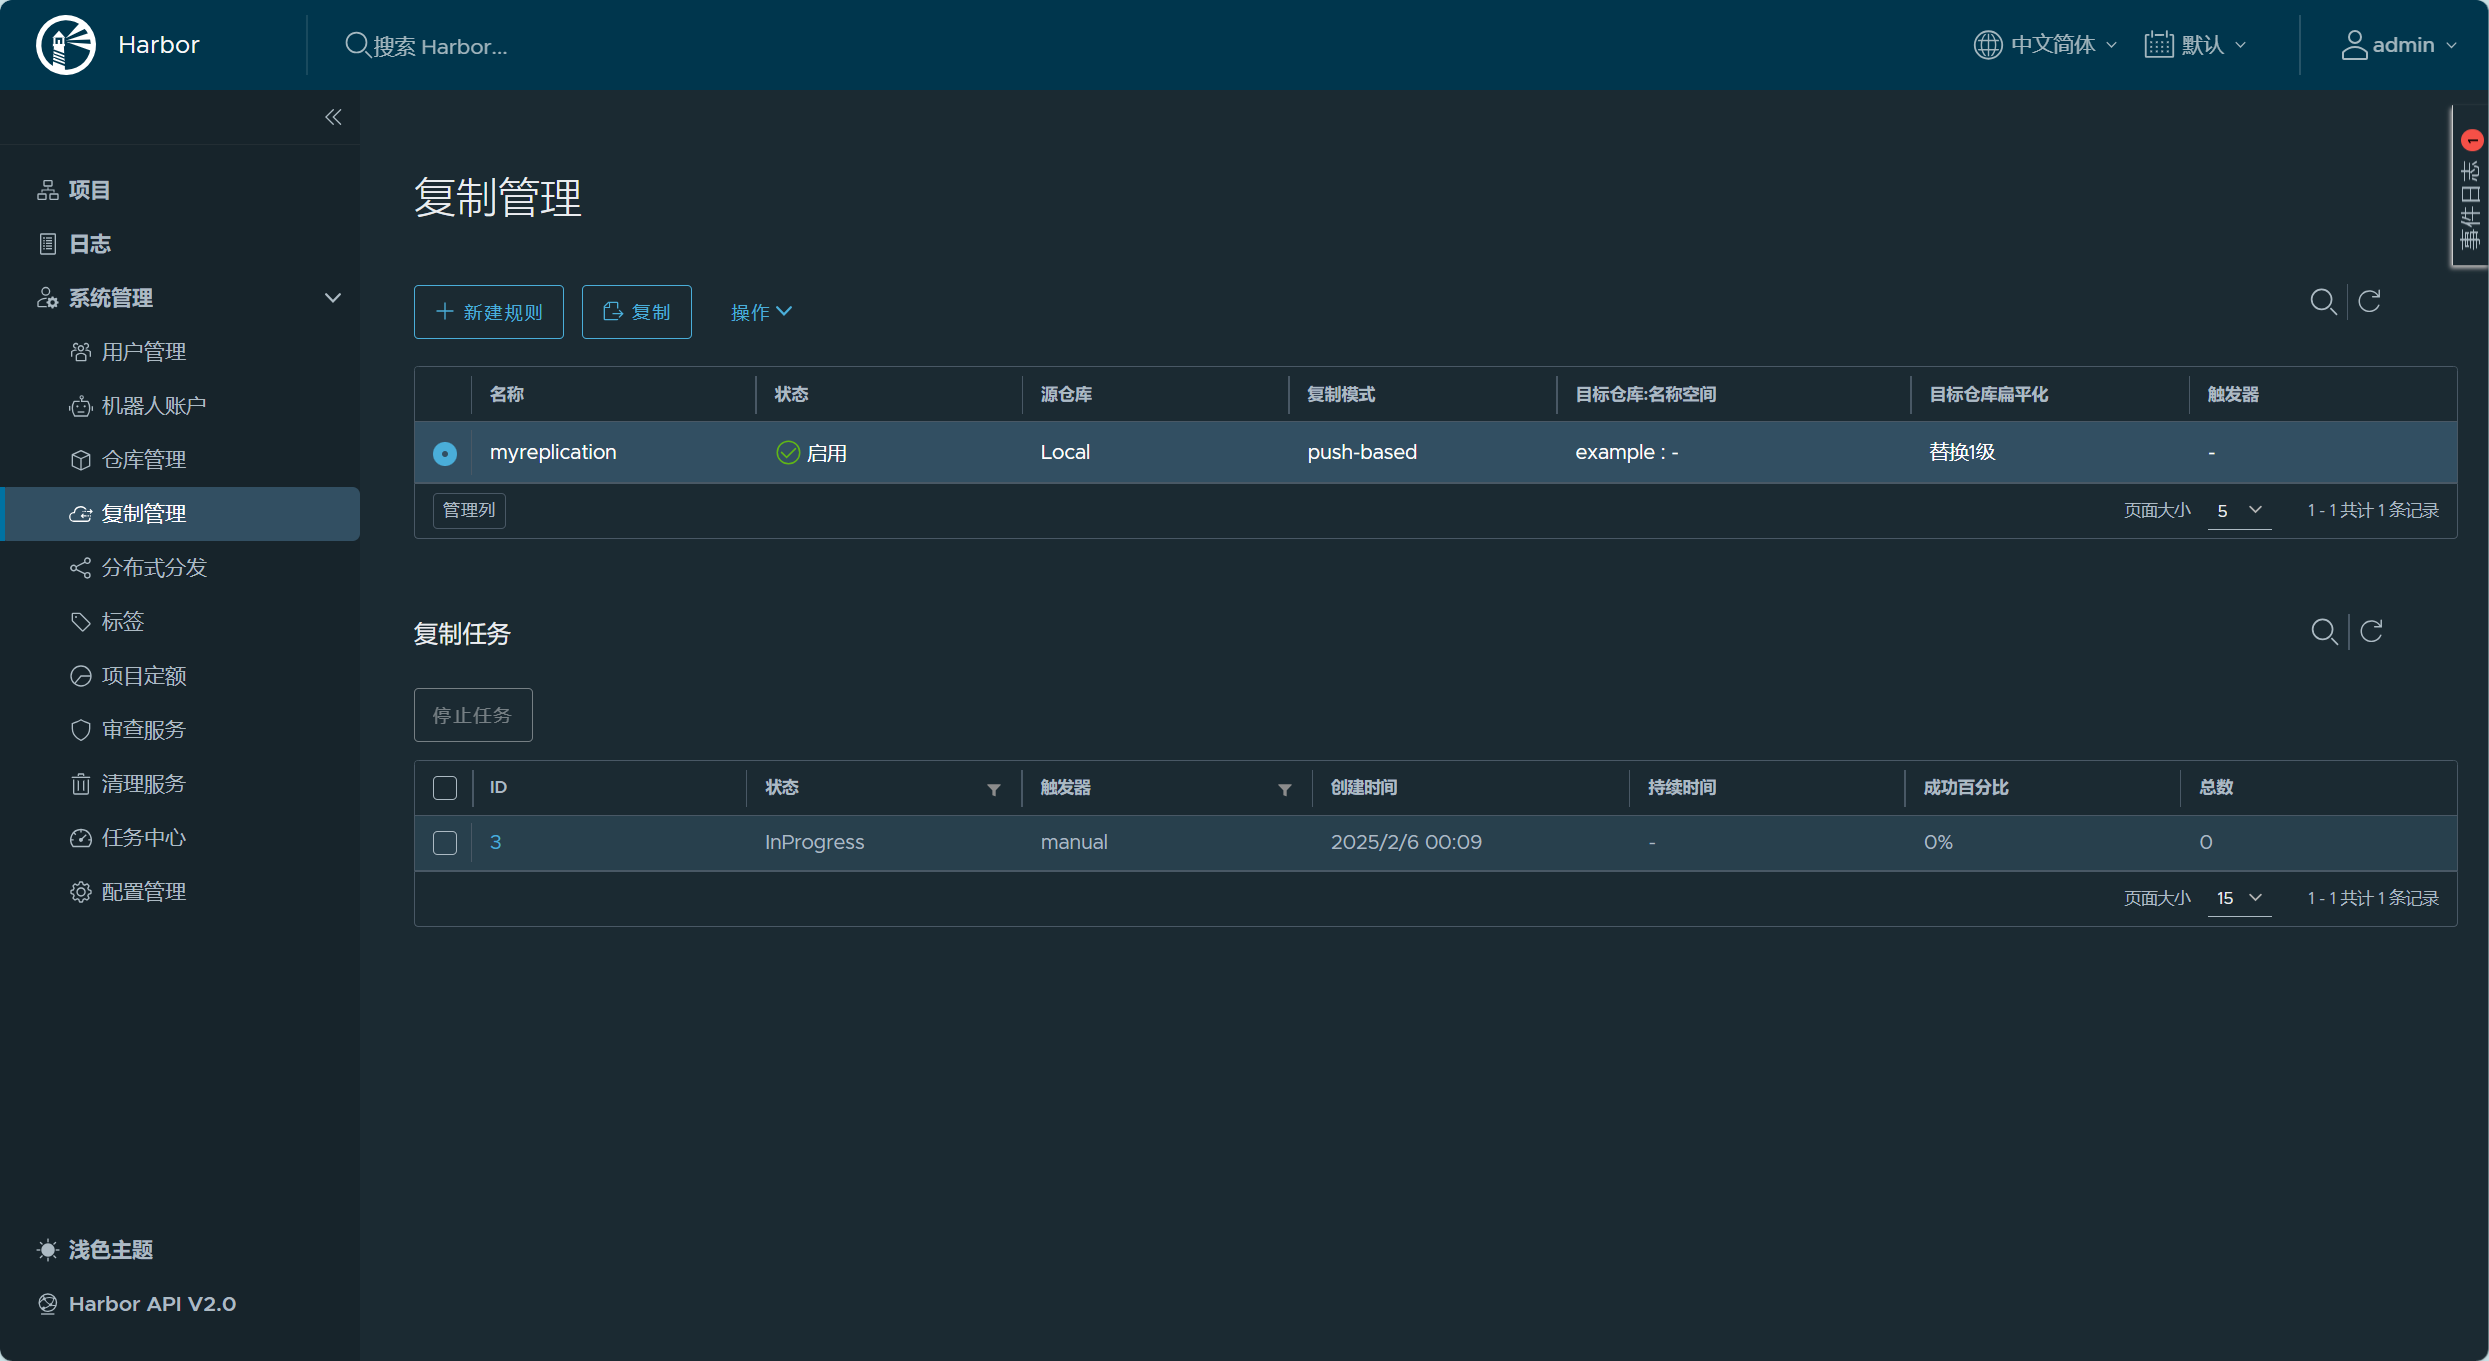 Harbor
搜索 Harbor...
中文简体
默认
admin
事件日志
1
项目
日志
系统管理
用户管理
机器人账户
仓库管理
复制管理
分布式分发
标签
项目定额
审查服务
清理服务
任务中心
配置管理
浅色主题
Harbor API V2.0
复制管理
新建规则 复制 操作
名称 状态 源仓库 复制模式 目标仓库:名称空间 目标仓库扁平化 触发器
myreplication 启用 Local push-based example : - 替换1级 -
管理列 页面大小 5 1 - 1 共计 1 条记录
复制任务
停止任务
ID 状态 触发器 创建时间 持续时间 成功百分比 总数
3 InProgress manual 2025/2/6 00:09 - 0% 0
页面大小 15 1 - 1 共计 1 条记录